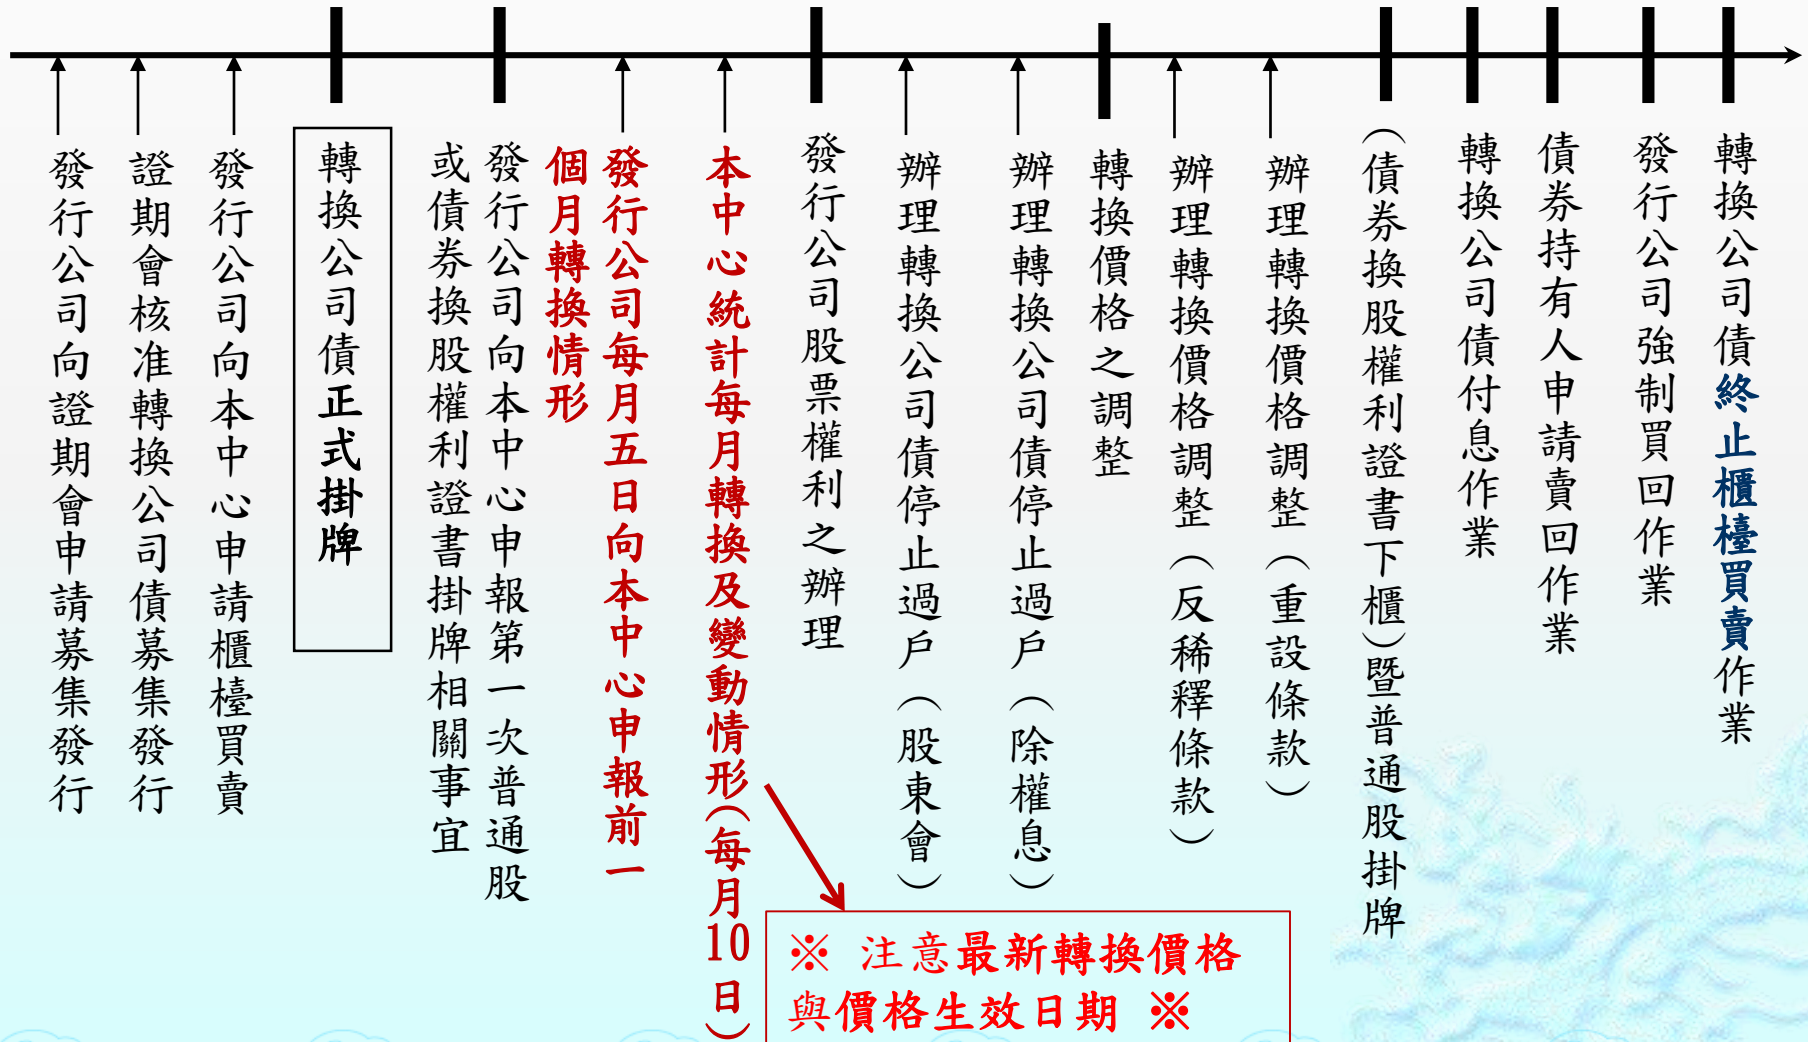 發行公司向證期會申請募集發行
證期會核准轉換公司債募集發行
發行公司向本中心申請櫃檯買賣
轉換公司債正式掛牌
發行公司向本中心申報第一次普通股
或債券換股權利證書掛牌相關事宜
發行公司每月五日向本中心申報前一
個月轉換情形
本中心統計每月轉換及變動情形（每月10日）
發行公司股票權利之辦理
辦理轉換公司債停止過戶（股東會）
辦理轉換公司債停止過戶（除權息）
轉換價格之調整
辦理轉換價格調整（反稀釋條款）
辦理轉換價格調整（重設條款）
（債券換股權利證書下櫃）暨普通股掛牌
轉換公司債付息作業
債券持有人申請賣回作業
發行公司強制買回作業
轉換公司債終止櫃檯買賣作業
※ 注意最新轉換價格
與價格生效日期 ※